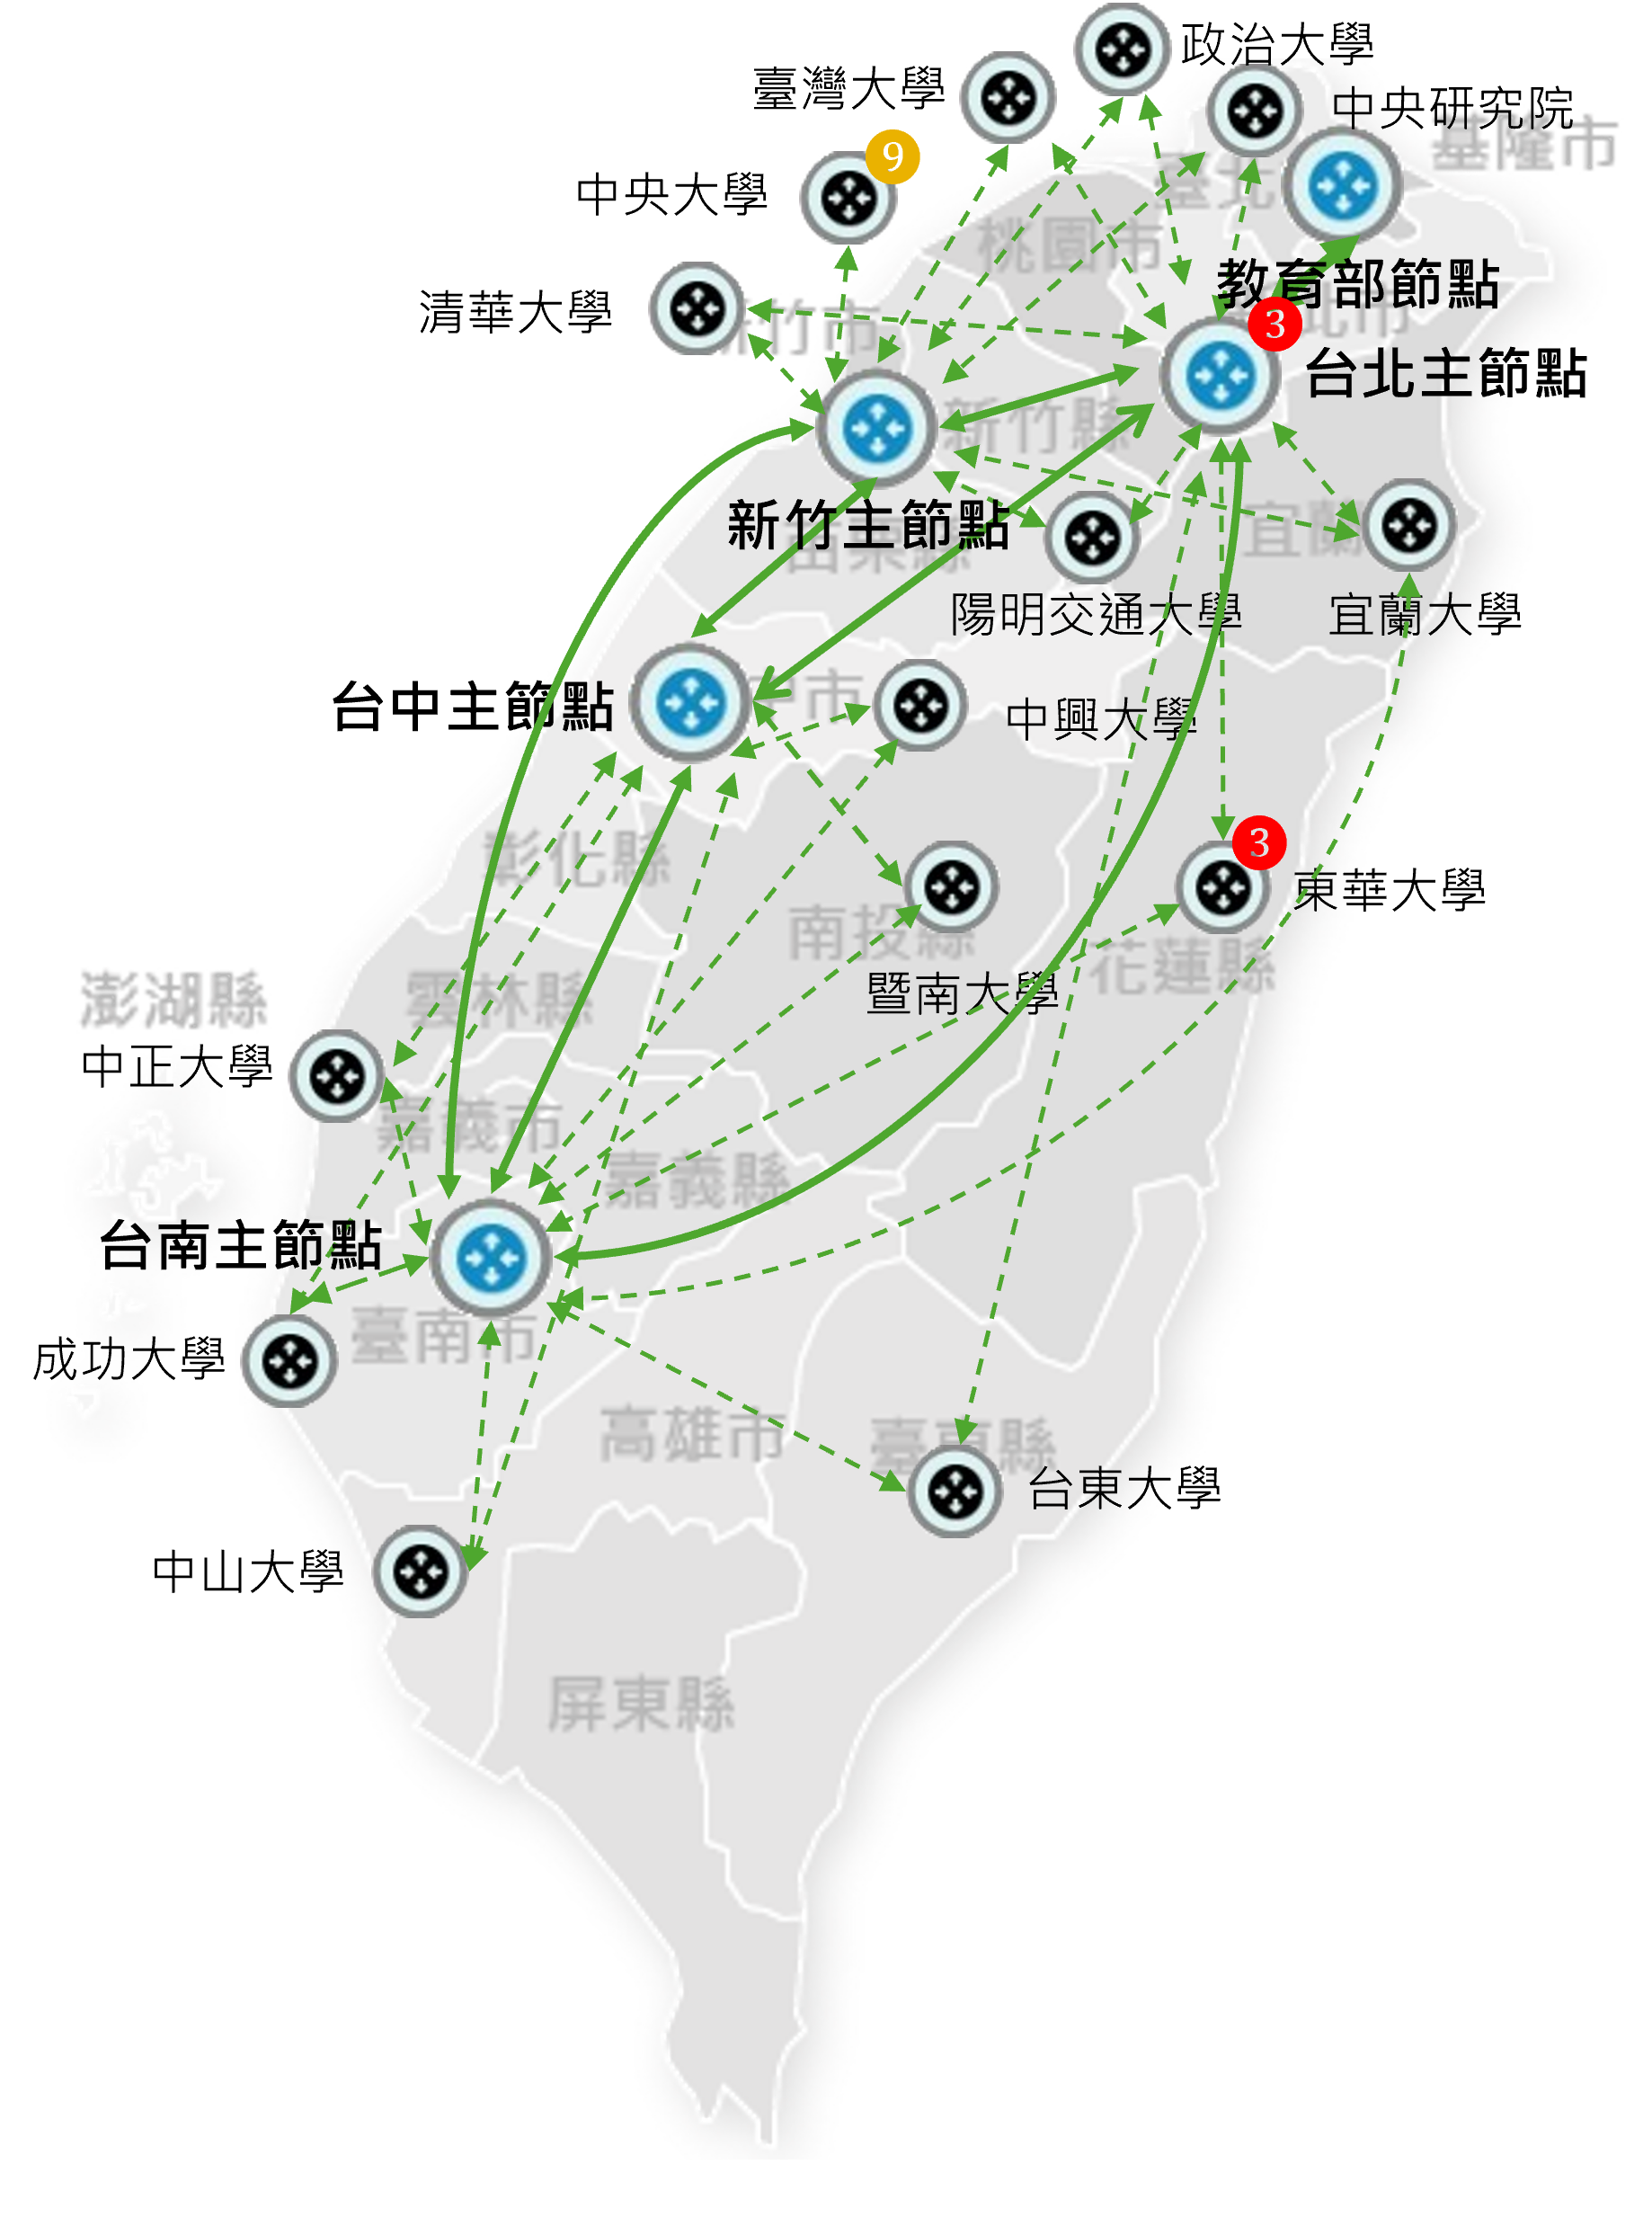 政治大學
臺灣大學
中央研究院
基隆市
9
臺北
中央大學
桃園市
教育部節點
清華大學
新竹市
北市
3
台北主節點
新竹縣
新竹主節點
苗栗縣
宜蘭
陽明交通大學
宜蘭大學
台中主節點
中市
中興大學
彰化縣
3
東華大學
南投縣
花蓮縣
澎湖縣
雲林縣
暨南大學
中正大學
嘉義市
嘉義縣
台南主節點
臺南市
成功大學
高雄市
臺東縣
台東大學
中山大學
屏東縣